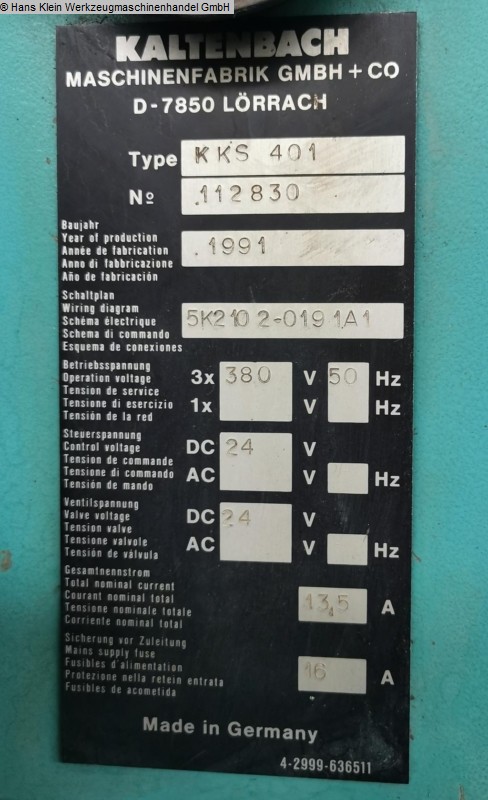 © Hans Klein Werkzeugmaschinenhandel GmbH
KALTENBACH
MASCHINENFABRIK GMBH + CO
D-7850 LÖRRACH
Type KKS 401
Nº .112830
Baujahr
Year of production
Année de fabrication .1991
Anno di fabbricazione
Año de fabricación
Schaltplan
Wiring diagram
Schéma électrique 5K210 2-019 1A1
Schema di commando
Esquema de conexiones
Betriebsspannung
Operation voltage 3x 380 V 50 Hz
Tension de service
Tensione di esercizio 1x V Hz
Tensión de la red
Steuerspannung
Control voltage DC 24 V
Tension de commande
Tensione di comando AC V Hz
Tensión de mando
Ventilspannung
Valve voltage DC 24 V
Tension valve
Tensione valvole AC V Hz
Tensión de válvula
Gesamtnennstrom
Total nominal current
Courant nominal total 13,5 A
Tensione nominale totale
Corriente nominal total
Sicherung vor Zuleitung
Mains supply fuse
Fusibles d'alimentation 16 A
Protezione nella retein entrata
Fusibles de acometida
Made in Germany
4-2999-636511